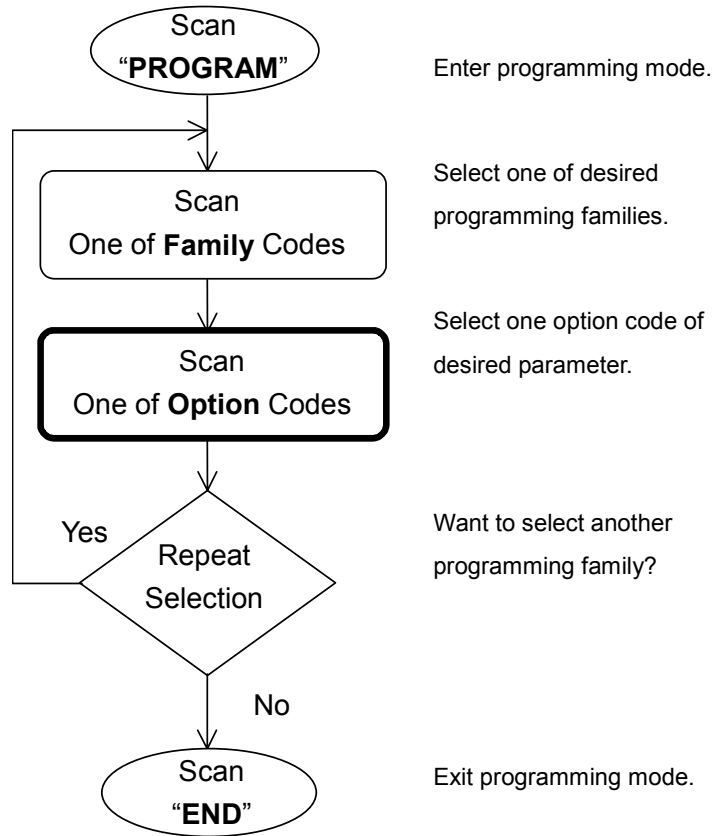 Scan
“PROGRAM”
Enter programming mode.
Scan
One of Family Codes
Select one of desired
programming families.
Scan
One of Option Codes
Select one option code of
desired parameter.
Yes
Repeat
Selection
Want to select another
programming family?
No
Scan
“END”
Exit programming mode.